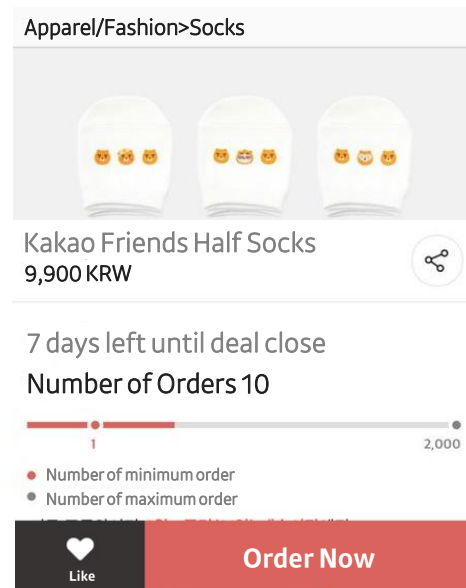 Apparel/Fashion>Socks
Kakao Friends Half Socks
9,900 KRW
7 days left until deal close
Number of Orders 10
1
2,000
Number of minimum order
Number of maximum order
Like
Order Now